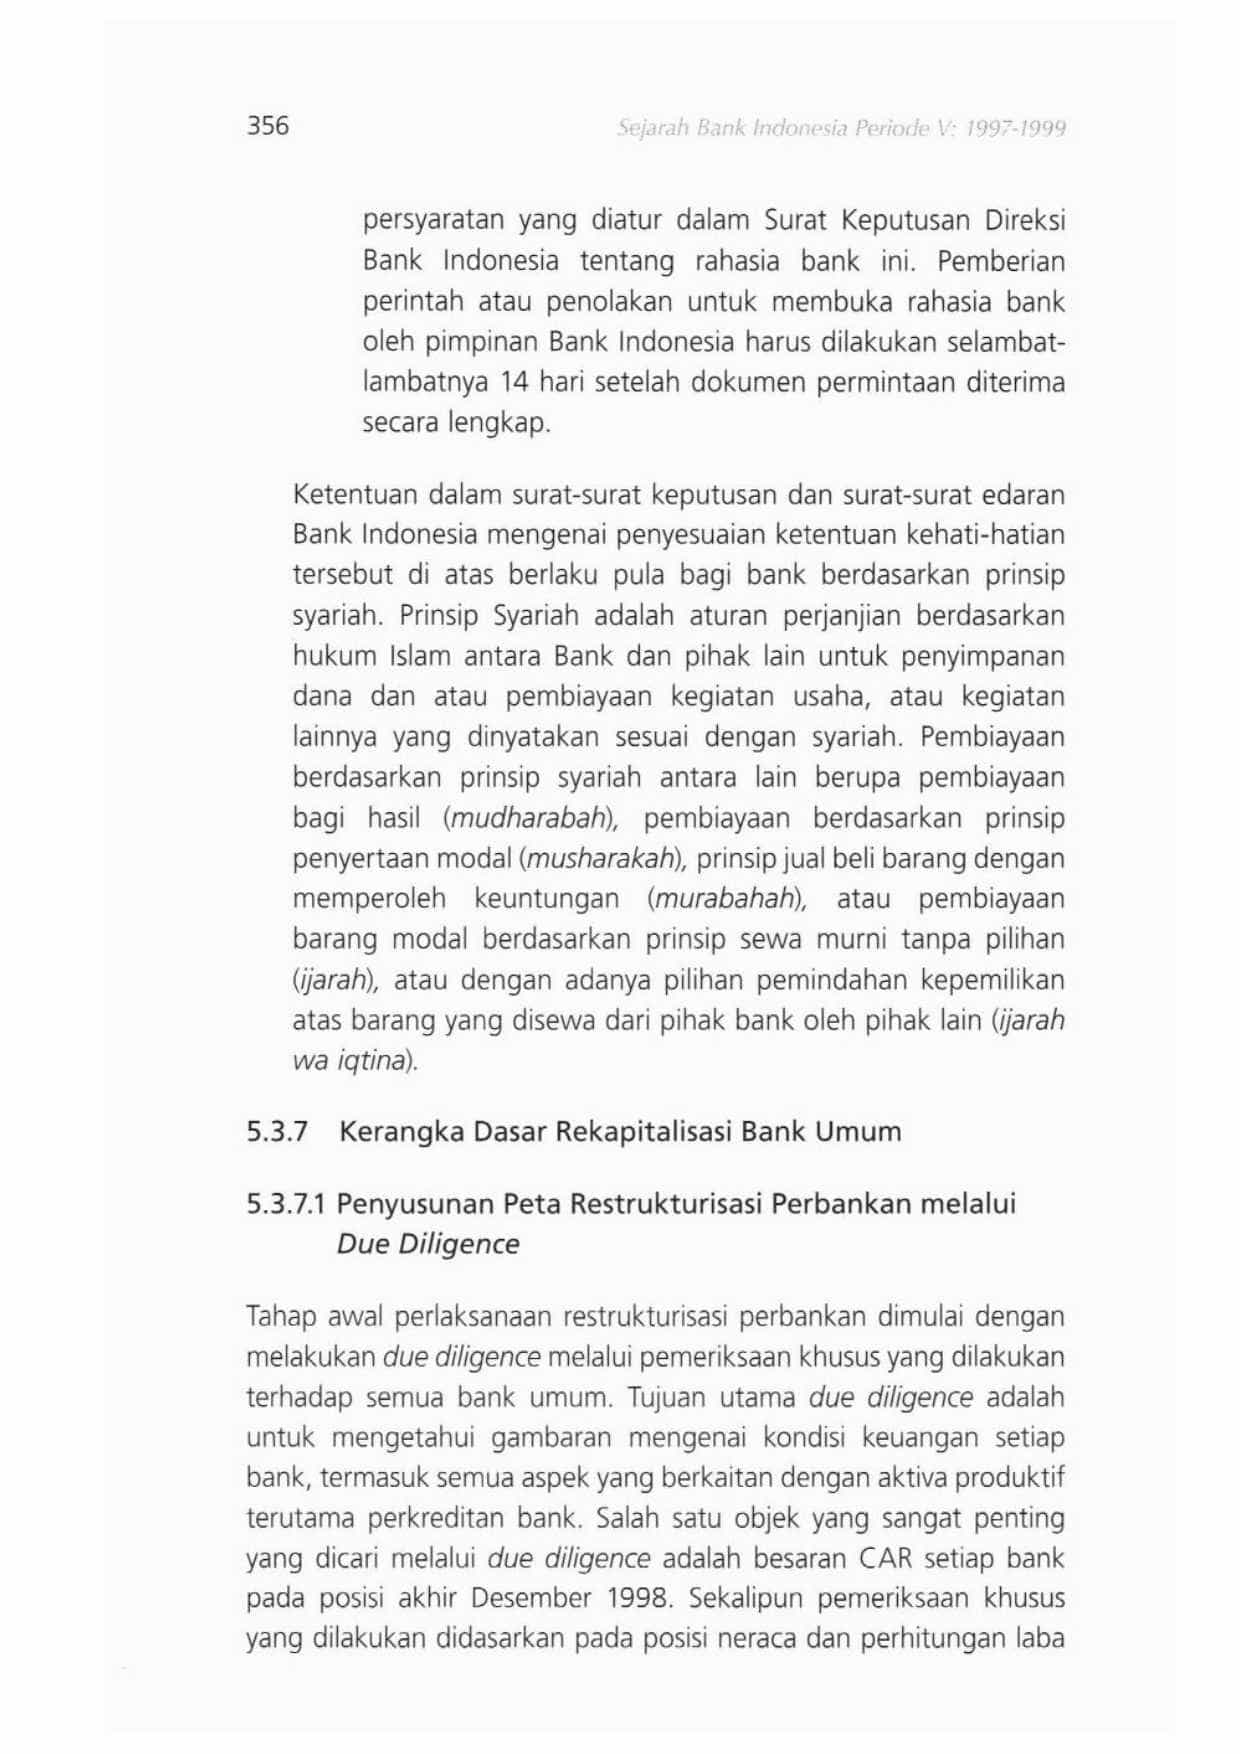 356
Sejarah Bank Indonesia Periode V: 1997-1999
persyaratan yang diatur dalam Surat Keputusan Direksi
Bank Indonesia tentang rahasia bank ini. Pemberian
perintah atau penolakan untuk membuka rahasia bank
oleh pimpinan Bank Indonesia harus dilakukan selambat-
lambatnya 14 hari setelah dokumen permintaan diterima
secara lengkap.
Ketentuan dalam surat-surat keputusan dan surat-surat edaran
Bank Indonesia mengenai penyesuaian ketentuan kehati-hatian
tersebut di atas berlaku pula bagi bank berdasarkan prinsip
syariah. Prinsip Syariah adalah aturan perjanjian berdasarkan
hukum Islam antara Bank dan pihak lain untuk penyimpanan
dana dan atau pembiayaan kegiatan usaha, atau kegiatan
lainnya yang dinyatakan sesuai dengan syariah. Pembiayaan
berdasarkan prinsip syariah antara lain berupa pembiayaan
bagi hasil (mudharabah), pembiayaan berdasarkan prinsip
penyertaan modal (musharakah), prinsip jual beli barang dengan
memperoleh keuntungan (murabahah), atau pembiayaan
barang modal berdasarkan prinsip sewa murni tanpa pilihan
(ijarah), atau dengan adanya pilihan pemindahan kepemilikan
atas barang yang disewa dari pihak bank oleh pihak lain (ijarah
wa iqtina).
5.3.7 Kerangka Dasar Rekapitalisasi Bank Umum
5.3.7.1 Penyusunan Peta Restrukturisasi Perbankan melalui
Due Diligence
Tahap awal perlaksanaan restrukturisasi perbankan dimulai dengan
melakukan due diligence melalui pemeriksaan khusus yang dilakukan
terhadap semua bank umum. Tujuan utama due diligence adalah
untuk mengetahui gambaran mengenai kondisi keuangan setiap
bank, termasuk semua aspek yang berkaitan dengan aktiva produktif
terutama perkreditan bank. Salah satu objek yang sangat penting
yang dicari melalui due diligence adalah besaran CAR setiap bank
pada posisi akhir Desember 1998. Sekalipun pemeriksaan khusus
yang dilakukan didasarkan pada posisi neraca dan perhitungan laba